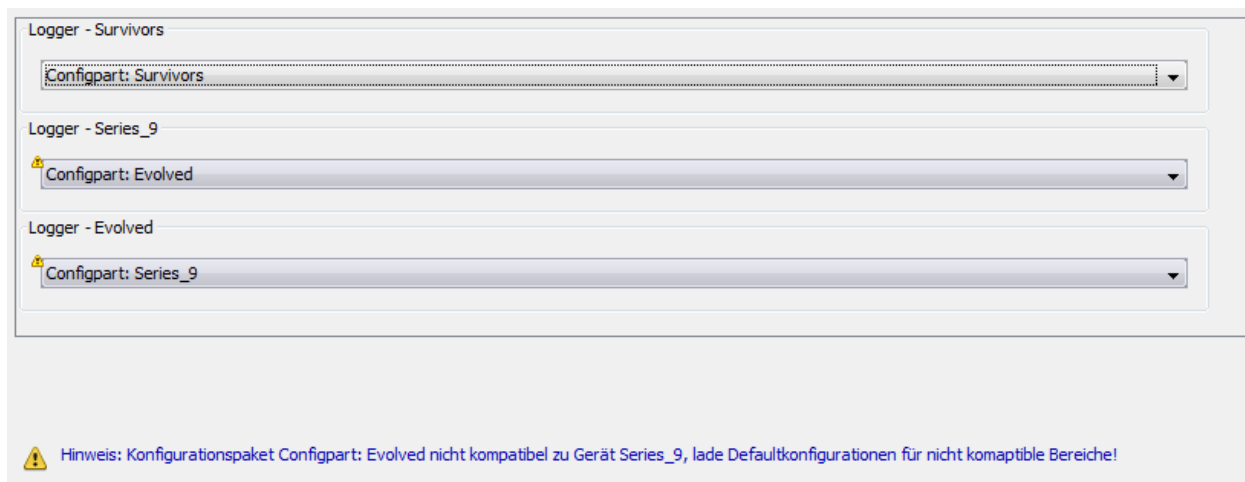 Logger - Survivors
Configpart: Survivors
Logger - Series_9
Configpart: Evolved
Logger - Evolved
Configpart: Series_9
Hinweis: Konfigurationspaket Configpart: Evolved nicht kompatibel zu Gerät Series_9, lade Defaultkonfigurationen für nicht komaptible Bereiche!